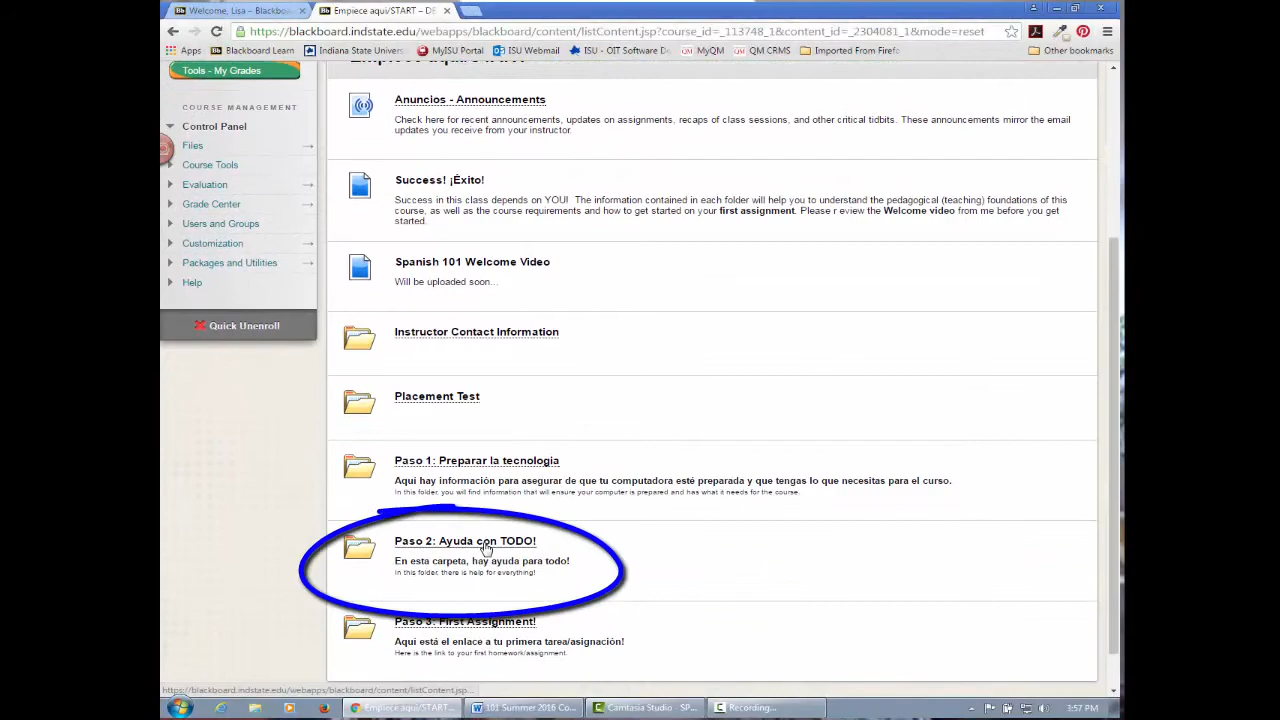 Welcome, Lisa – Blackboa
Empiece aquí/START – DE
https://blackboard.indstate.edu/webapps/blackboard/content/listContent.jsp?course_id=_113748_1&content_id=_2304081_1&mode=reset
Apps Blackboard Learn Indiana State Univers MyISU Portal ISU Webmail ISU - OIT Software De MyQM QM CRMS Imported From Firefo Other bookmarks
Tools - My Grades
COURSE MANAGEMENT
Control Panel
Files
Course Tools
Evaluation
Grade Center
Users and Groups
Customization
Packages and Utilities
Help
Quick Unenroll
Anuncios - Announcements
Check here for recent announcements, updates on assignments, recaps of class sessions, and other critical tidbits. These announcements mirror the email
updates you receive from your instructor.
Success! ¡Éxito!
Success in this class depends on YOU! The information contained in each folder will help you to understand the pedagogical (teaching) foundations of this
course, as well as the course requirements and how to get started on your first assignment. Please r eview the Welcome video from me before you get
started.
Spanish 101 Welcome Video
Will be uploaded soon...
Instructor Contact Information
Placement Test
Paso 1: Preparar la tecnología
Aquí hay información para asegurar de que tu computadora esté preparada y que tengas lo que necesitas para el curso.
In this folder, you will find information that will ensure your computer is prepared and has what it needs for the course.
Paso 2: Ayuda con TODO!
En esta carpeta, hay ayuda para todo!
In this folder, there is help for everything!
Paso 3: First Assignment!
Aquí está el enlace a tu primera tarea/asignación!
Here is the link to your first homework/assignment.
https://blackboard.indstate.edu/webapps/blackboard/content/listContent.jsp...
Empiece aquí/START... 101 Summer 2016 Co... Camtasia Studio - SP... Recording... 3:57 PM